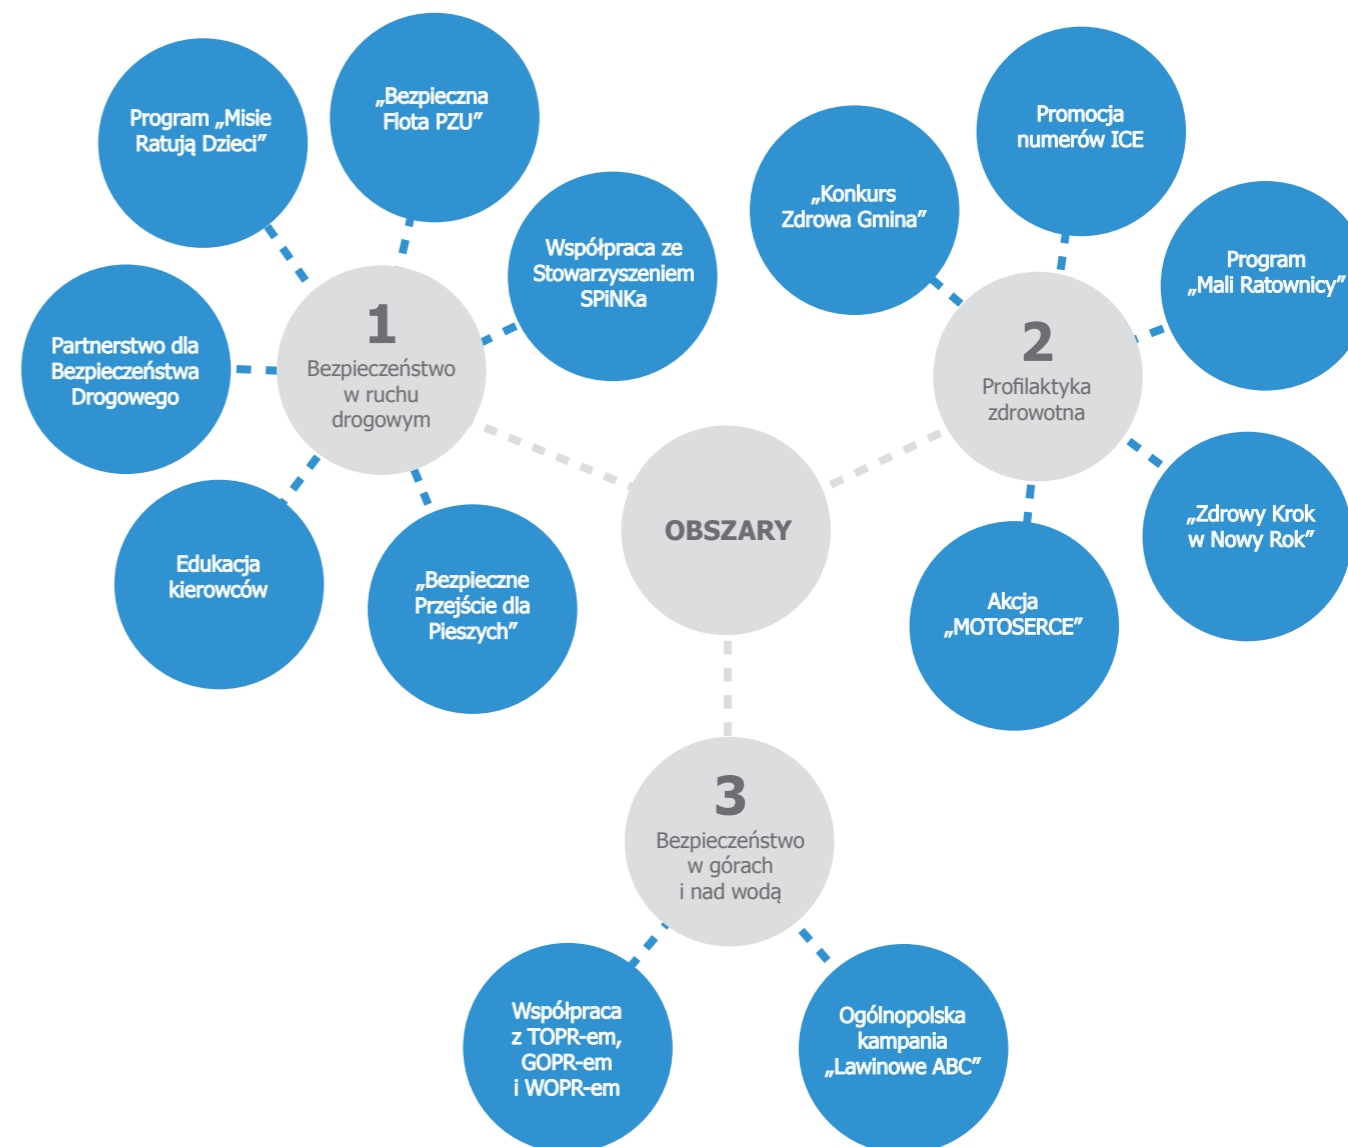 Program „Misie
Ratują Dzieci”
„Bezpieczna
Flota PZU”
Współpraca ze
Stowarzyszeniem
SPiNKa
Partnerstwo dla
Bezpieczeństwa
Drogowego
1
Bezpieczeństwo
w ruchu
drogowym
Edukacja
kierowców
„Bezpieczne
Przejście dla
Pieszych”
OBSZARY
„Konkurs
Zdrowa Gmina”
Promocja
numerów ICE
Program
„Mali Ratownicy”
2
Profilaktyka
zdrowotna
„Zdrowy Krok
w Nowy Rok”
Akcja
„MOTOSERCE”
3
Bezpieczeństwo
w górach
i nad wodą
Współpraca
z TOPR-em,
GOPR-em
i WOPR-em
Ogólnopolska
kampania
„Lawinowe ABC”